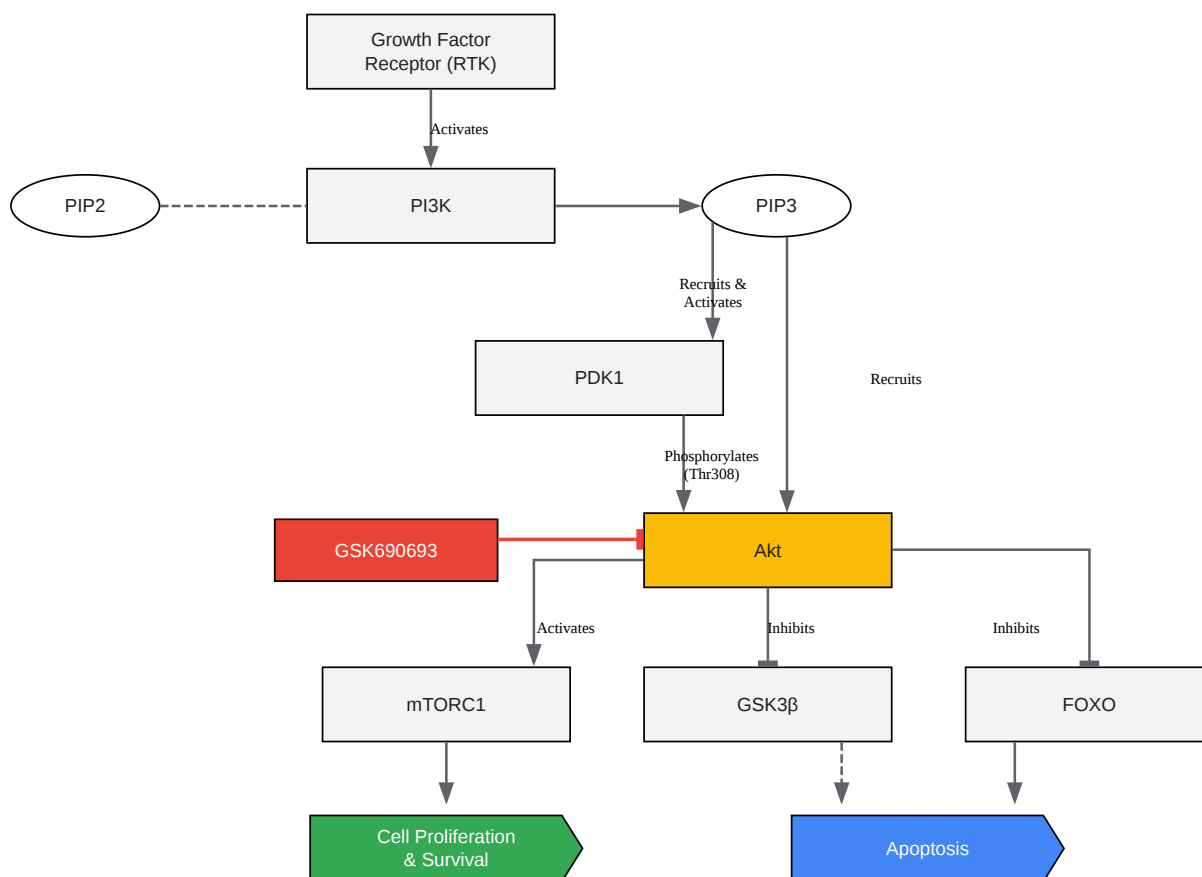 Growth Factor
Receptor (RTK)
Activates
PIP2
PI3K
PIP3
Recruits &
Activates
PDK1
Recruits
Phosphorylates
(Thr308)
GSK690693
Akt
Activates
Inhibits
Inhibits
mTORC1
GSK3β
FOXO
Cell Proliferation
& Survival
Apoptosis